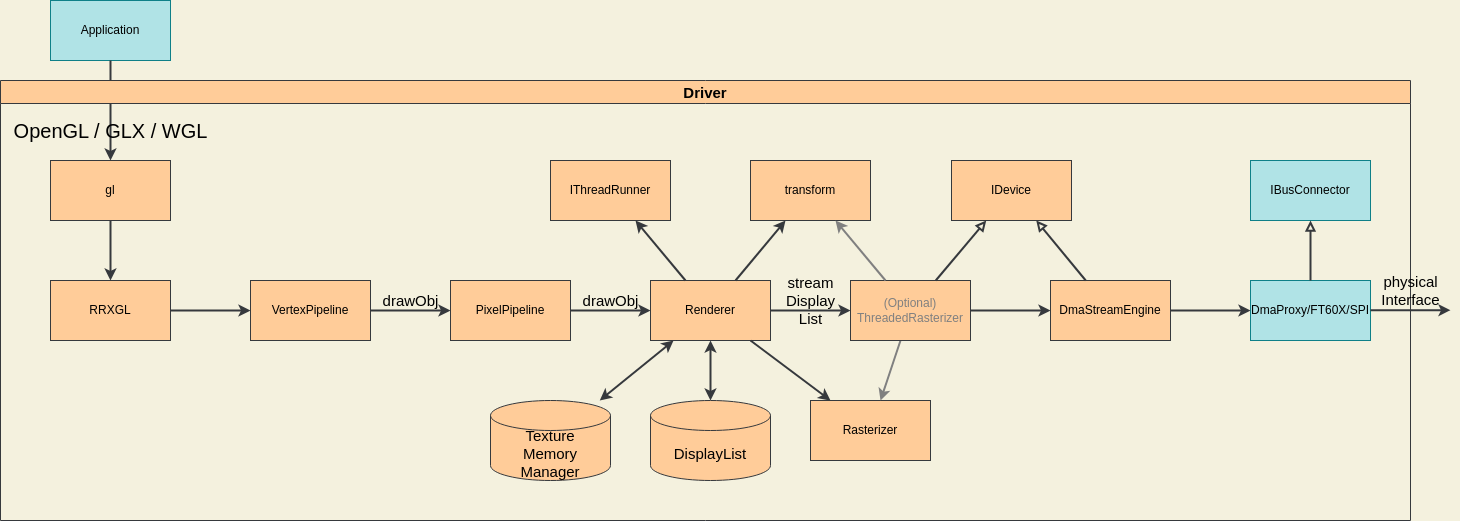 Application
Driver
OpenGL / GLX / WGL
gl
IThreadRunner
transform
IDevice
IBusConnector
RRXGL
VertexPipeline
drawObj
PixelPipeline
drawObj
Renderer
stream
Display
List
(Optional)
ThreadedRasterizer
DmaStreamEngine
DmaProxy/FT60X/SPI
physical
Interface
Texture
Memory
Manager
DisplayList
Rasterizer